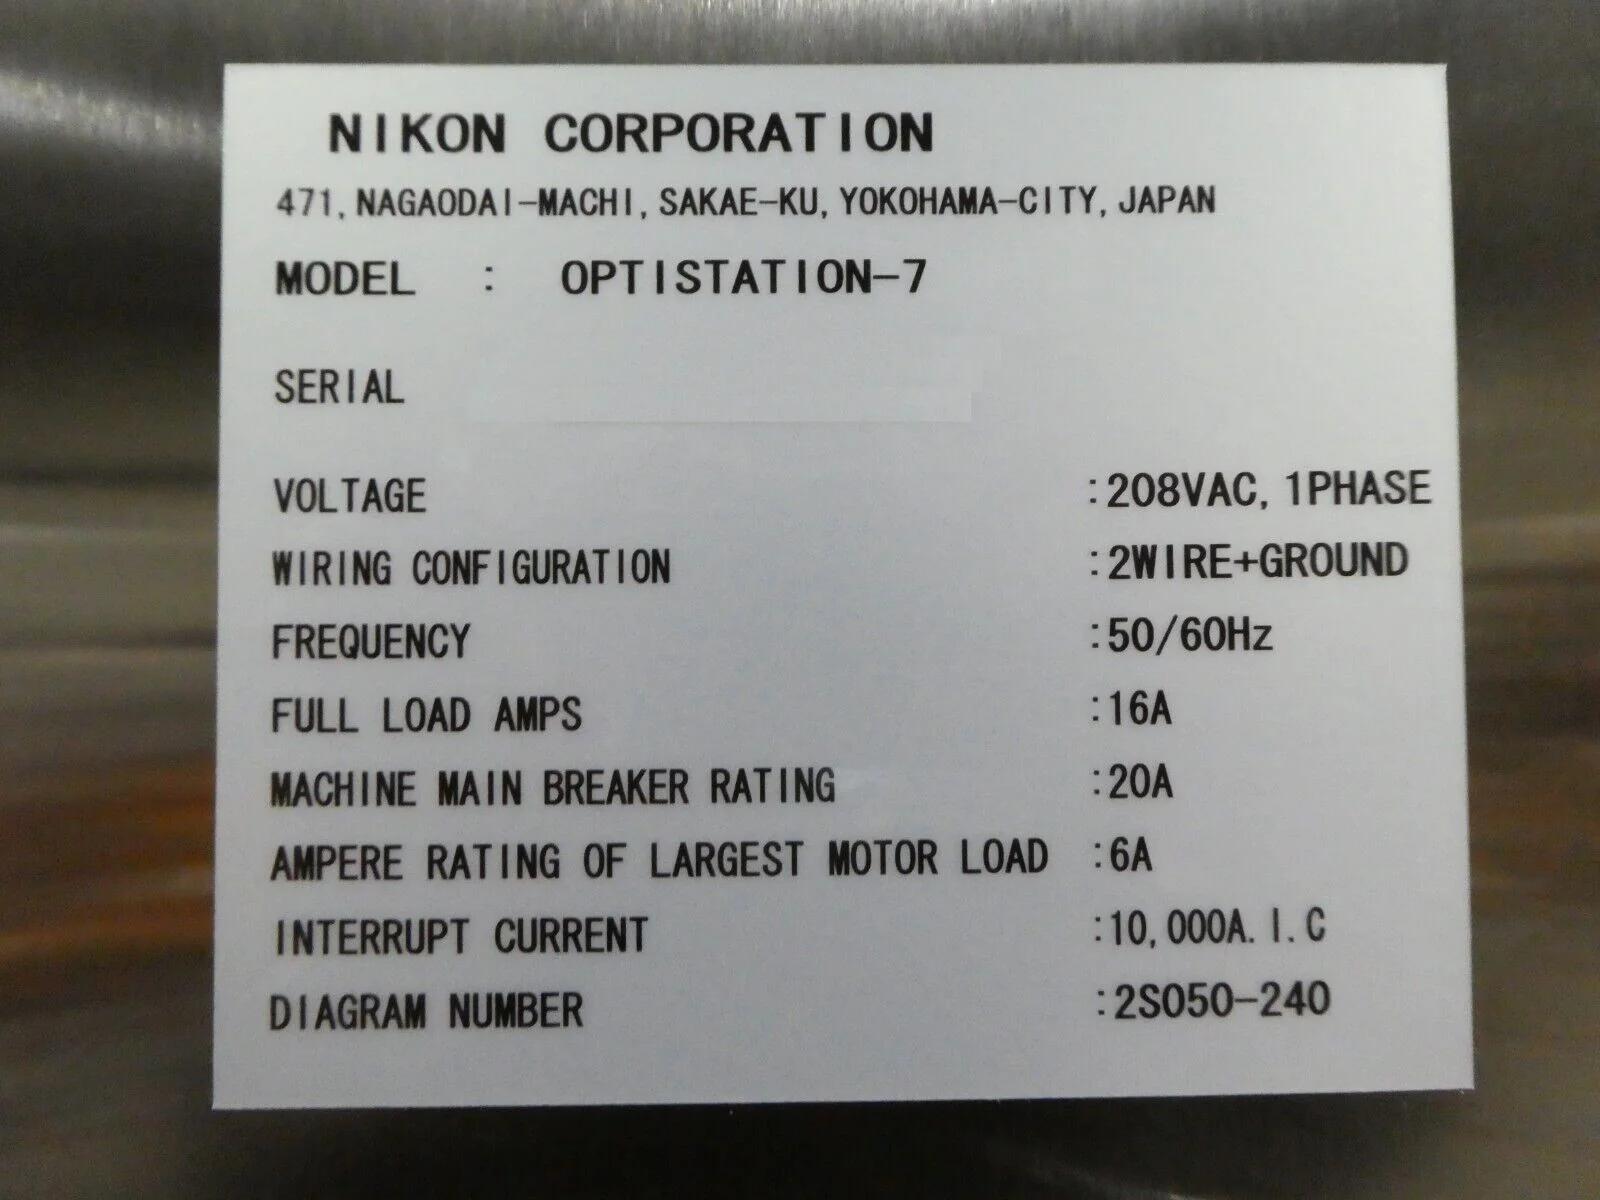 NIKON CORPORATION
471, NAGAODAI-MACHI, SAKAE-KU, YOKOHAMA-CITY, JAPAN
MODEL : OPTISTATION-7
SERIAL
VOLTAGE :208VAC, 1PHASE
WIRING CONFIGURATION :2WIRE+GROUND
FREQUENCY :50/60Hz
FULL LOAD AMPS :16A
MACHINE MAIN BREAKER RATING :20A
AMPERE RATING OF LARGEST MOTOR LOAD :6A
INTERRUPT CURRENT :10,000A.I.C
DIAGRAM NUMBER :2S050-240